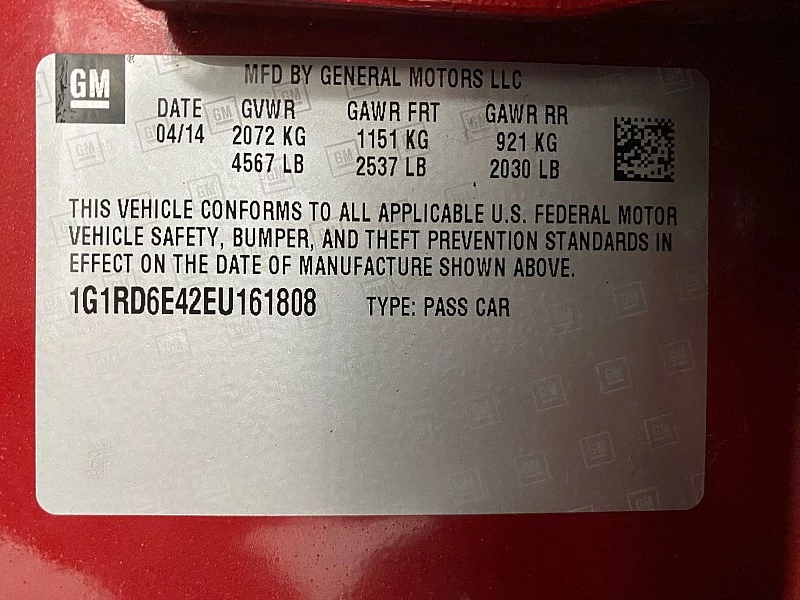 GM
MFD BY GENERAL MOTORS LLC
DATE GVWR GAWR FRT GAWR RR
04/14 2072 KG 1151 KG 921 KG
4567 LB 2537 LB 2030 LB
THIS VEHICLE CONFORMS TO ALL APPLICABLE U.S. FEDERAL MOTOR
VEHICLE SAFETY, BUMPER, AND THEFT PREVENTION STANDARDS IN
EFFECT ON THE DATE OF MANUFACTURE SHOWN ABOVE.
1G1RD6E42EU161808 TYPE: PASS CAR